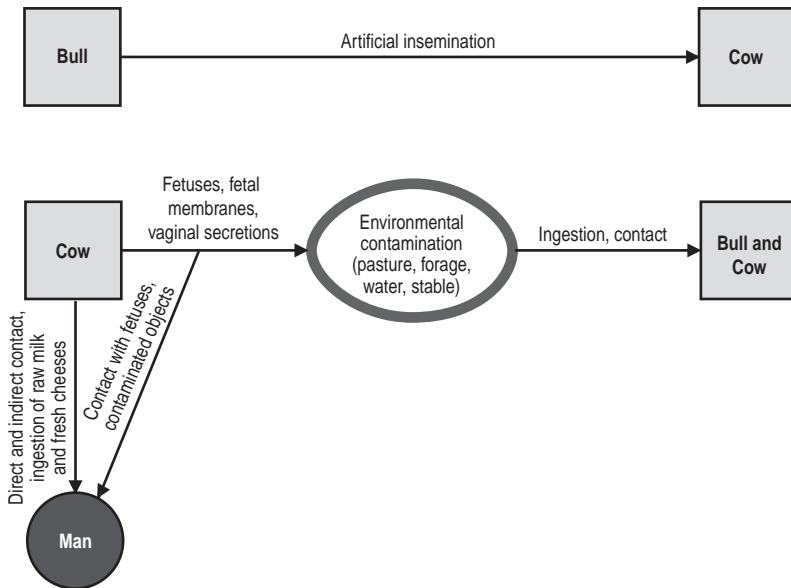 Bull
Artificial insemination
Cow
Cow
Fetuses, fetal
membranes,
vaginal secretions
Environmental
contamination
(pasture, forage,
water, stable)
Ingestion, contact
Bull and
Cow
Direct and indirect contact,
ingestion of raw milk
and fresh cheeses
Contact with fetuses,
contaminated objects
Man